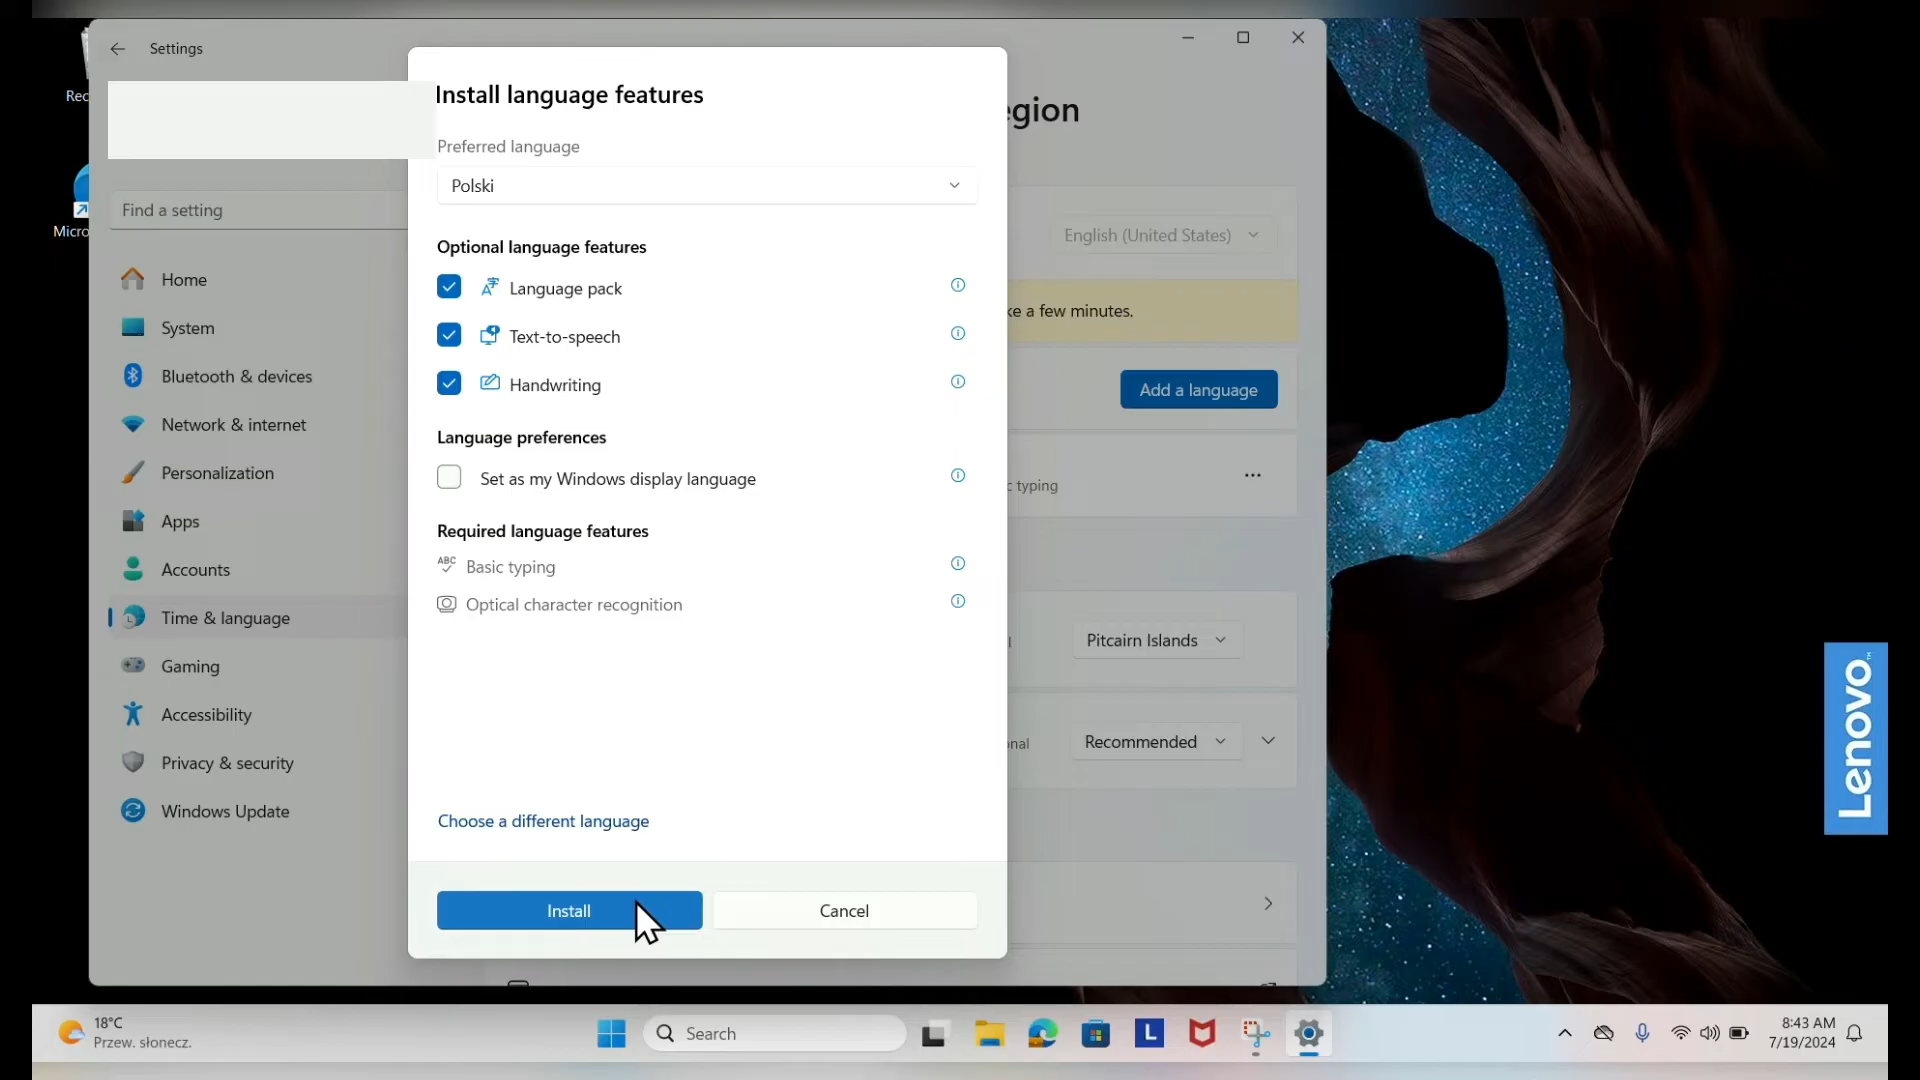 Settings
Rec
Micro
Find a setting
Home
System
Bluetooth & devices
Network & internet
Personalization
Apps
Accounts
Time & language
Gaming
Accessibility
Privacy & security
Windows Update
Install language features
Preferred language
Polski
Optional language features
Language pack
Text-to-speech
Handwriting
Language preferences
Set as my Windows display language
Required language features
ABC
Basic typing
Optical character recognition
Choose a different language
Install
Cancel
egion
English (United States)
ke a few minutes.
Add a language
c typing
Pitcairn Islands
onal
Recommended
Lenovo
18°C
Przew. słonecz.
Search
L
8:43 AM
7/19/2024